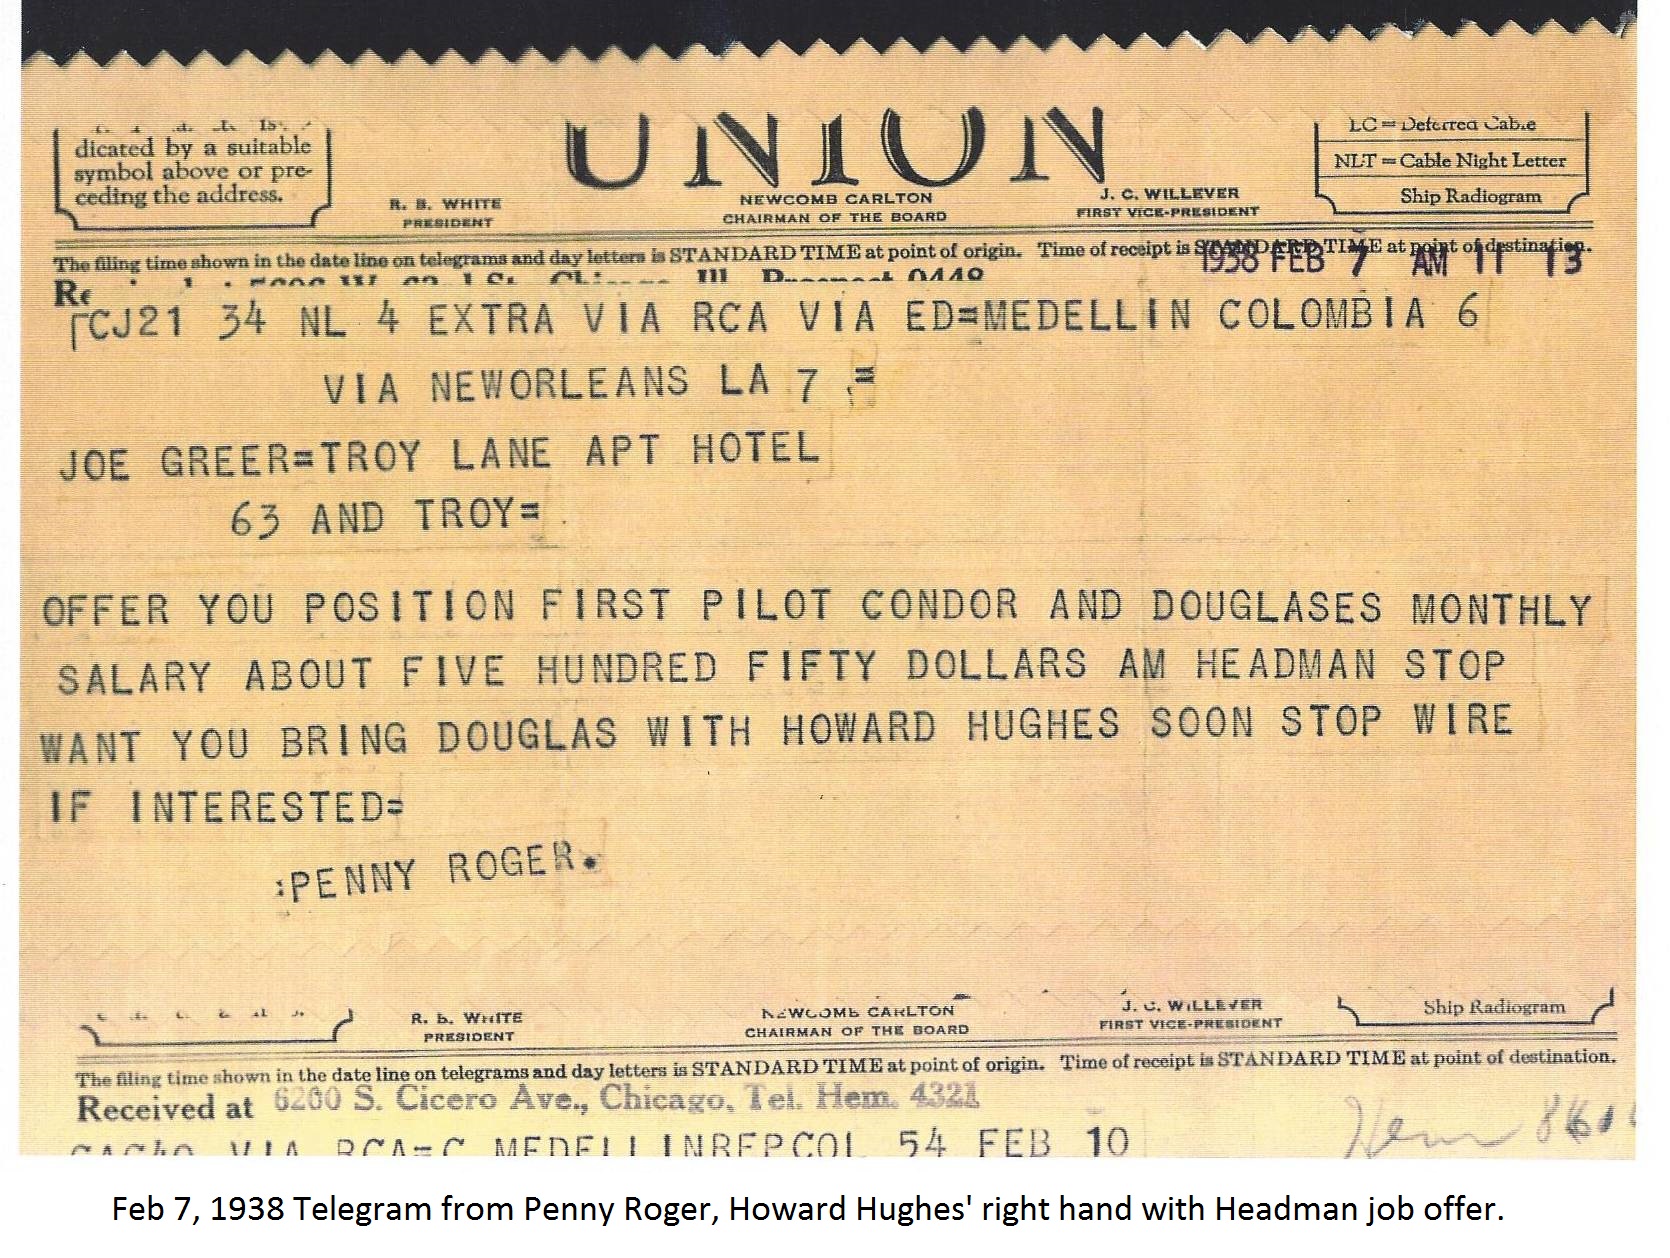 UNION
dicated by a suitable
symbol above or pre-
ceding the address.
LC = Deferred Cable
NLT = Cable Night Letter
Ship Radiogram
R. B. WHITE
PRESIDENT
NEWCOMB CARLTON
CHAIRMAN OF THE BOARD
J. C. WILLEVER
FIRST VICE-PRESIDENT
The filing time shown in the date line on telegrams and day letters is STANDARD TIME at point of origin. Time of receipt is STANDARD TIME at point of destination.
1938 FEB 7 AM 11 13
CJ21 34 NL 4 EXTRA VIA RCA VIA ED=MEDELLIN COLOMBIA 6
VIA NEWORLEANS LA 7 =
JOE GREER=TROY LANE APT HOTEL
63 AND TROY=
OFFER YOU POSITION FIRST PILOT CONDOR AND DOUGLASES MONTHLY
SALARY ABOUT FIVE HUNDRED FIFTY DOLLARS AM HEADMAN STOP
WANT YOU BRING DOUGLAS WITH HOWARD HUGHES SOON STOP WIRE
IF INTERESTED=
:PENNY ROGER.
R. B. WHITE
PRESIDENT
NEWCOMB CARLTON
CHAIRMAN OF THE BOARD
J. C. WILLEVER
FIRST VICE-PRESIDENT
Ship Radiogram
The filing time shown in the date line on telegrams and day letters is STANDARD TIME at point of origin. Time of receipt is STANDARD TIME at point of destination.
Received at 6200 S. Cicero Ave., Chicago, Tel. Hem. 4321
VIA RCA=C MEDELLINREPCOL 54 FEB 10
Hem
Feb 7, 1938 Telegram from Penny Roger, Howard Hughes' right hand with Headman job offer.